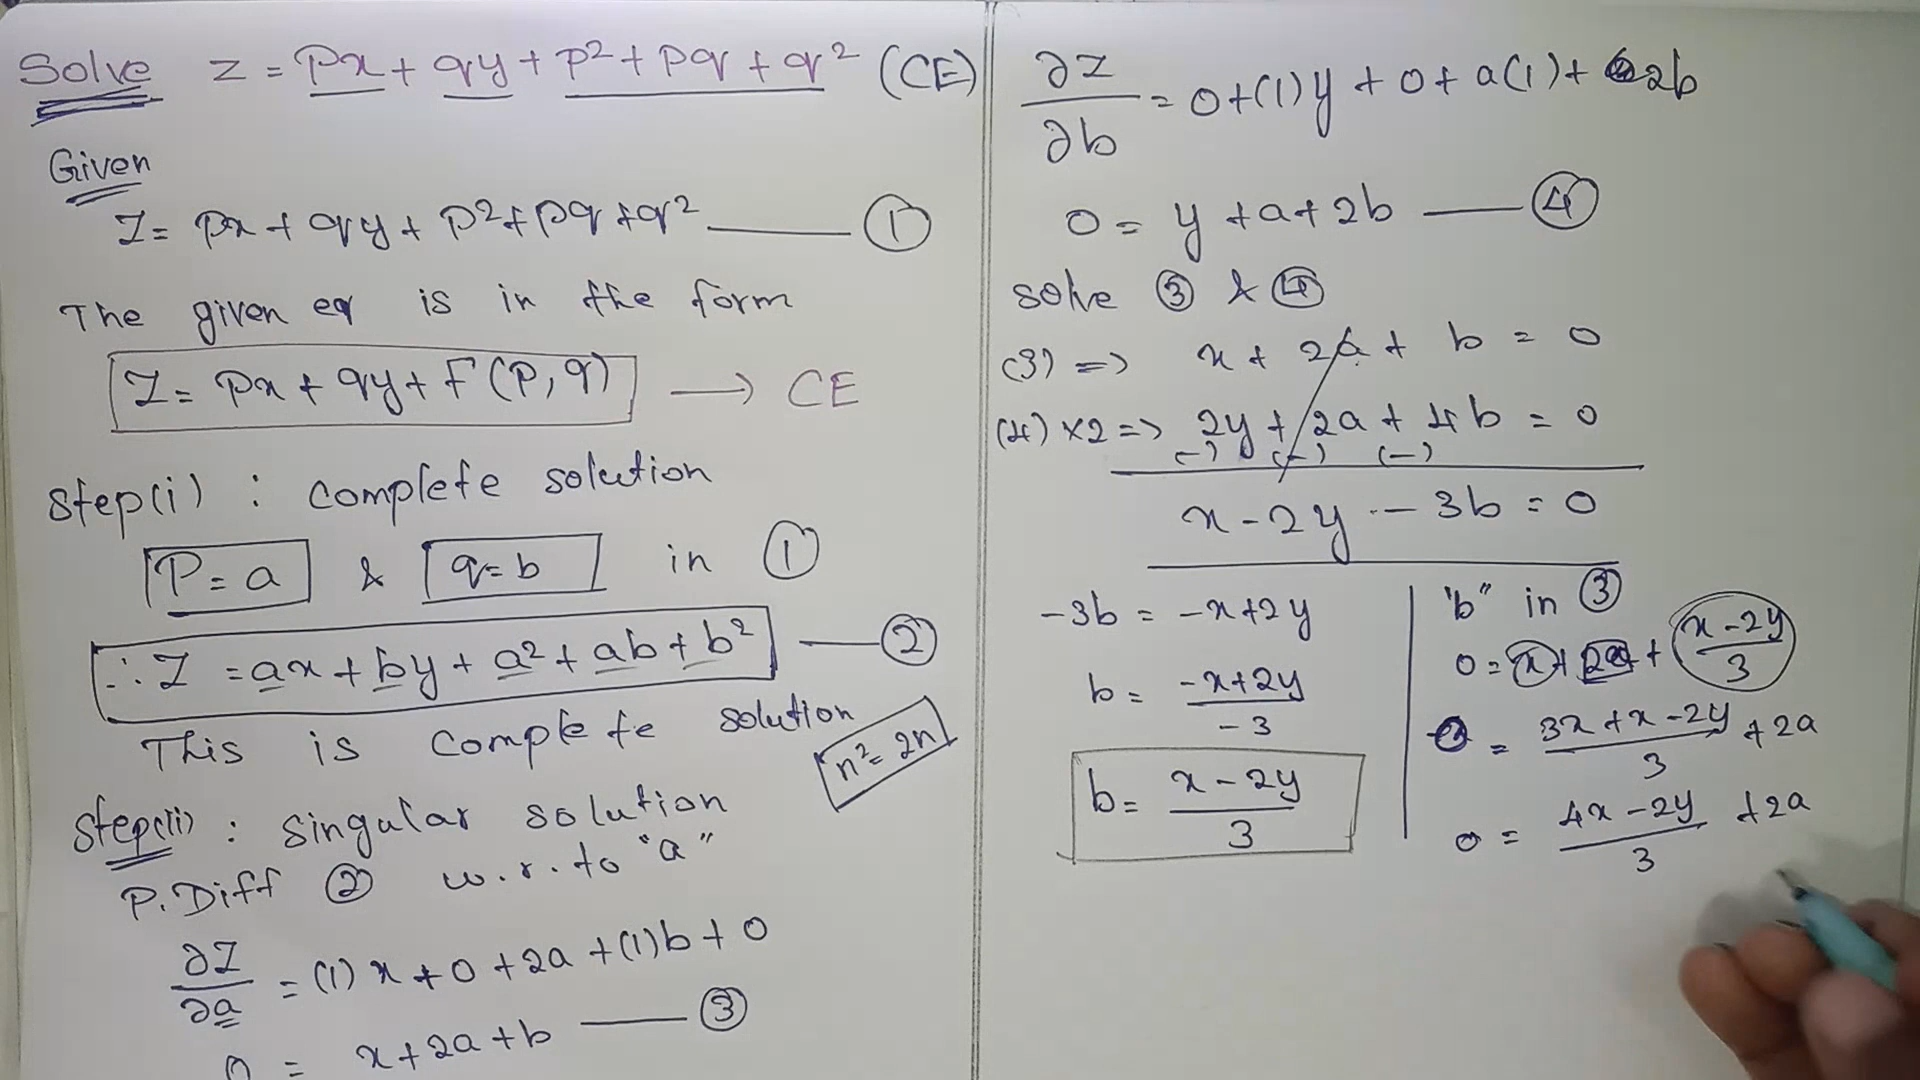 Solve z = px + qy + p² + pq + q² (CE)
Given
Z = px + qy + p² + pq + q² —— ①
The given eq is in the form
Z = px + qy + F(P,q) → CE
Step(i) : complete solution
P = a & q = b in ①
∴ Z = ax + by + a² + ab + b² —— ②
This is complete solution
n² = 2n
Step(ii) : singular solution
P. Diff ② w.r.to "a"
∂Z/∂a = (1)x + 0 + 2a + (1)b + 0
0 = x + 2a + b —— ③
∂Z/∂b = 0 + (1)y + 0 + a(1) + 2b
0 = y + a + 2b —— ④
solve ③ & ④
(3) => x + 2a + b = 0
(4) x2 => 2y + 2a + 4b = 0
(-) (-) (-)
x - 2y - 3b = 0
-3b = -x + 2y
b = (-x + 2y)/-3
b = (x - 2y)/3
"b" in ③
0 = x + 2a + (x - 2y)/3
0 = (3x + x - 2y)/3 + 2a
0 = (4x - 2y)/3 + 2a